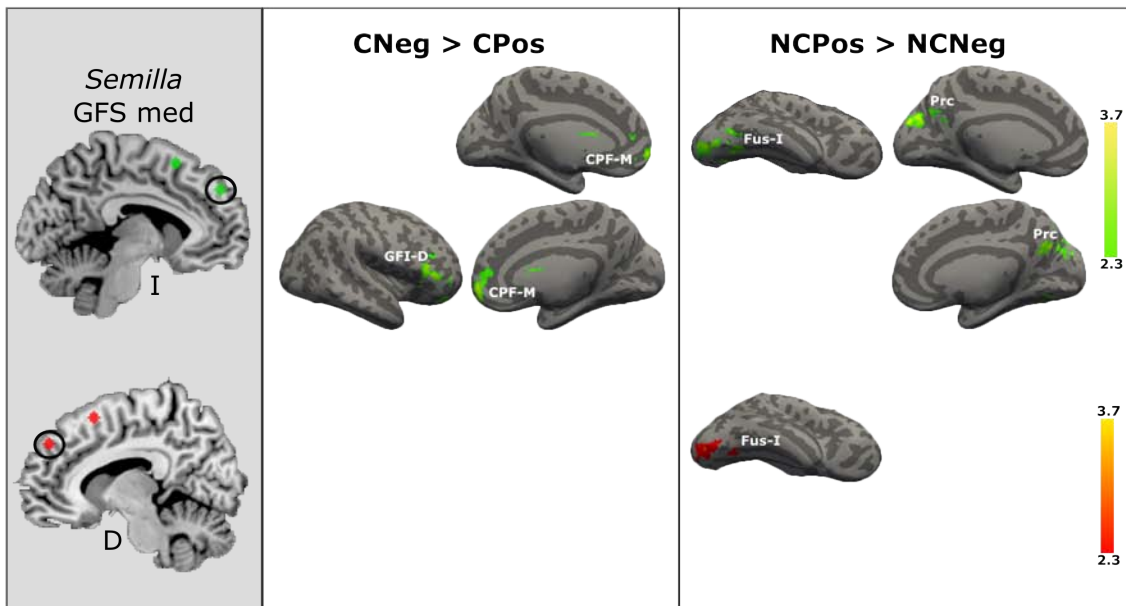 Semilla
GFS med
I
D
CNeg > CPos
CPF-M
GFI-D
CPF-M
NCPos > NCNeg
Fus-I
Prc
Prc
Fus-I
3.7
2.3
3.7
2.3